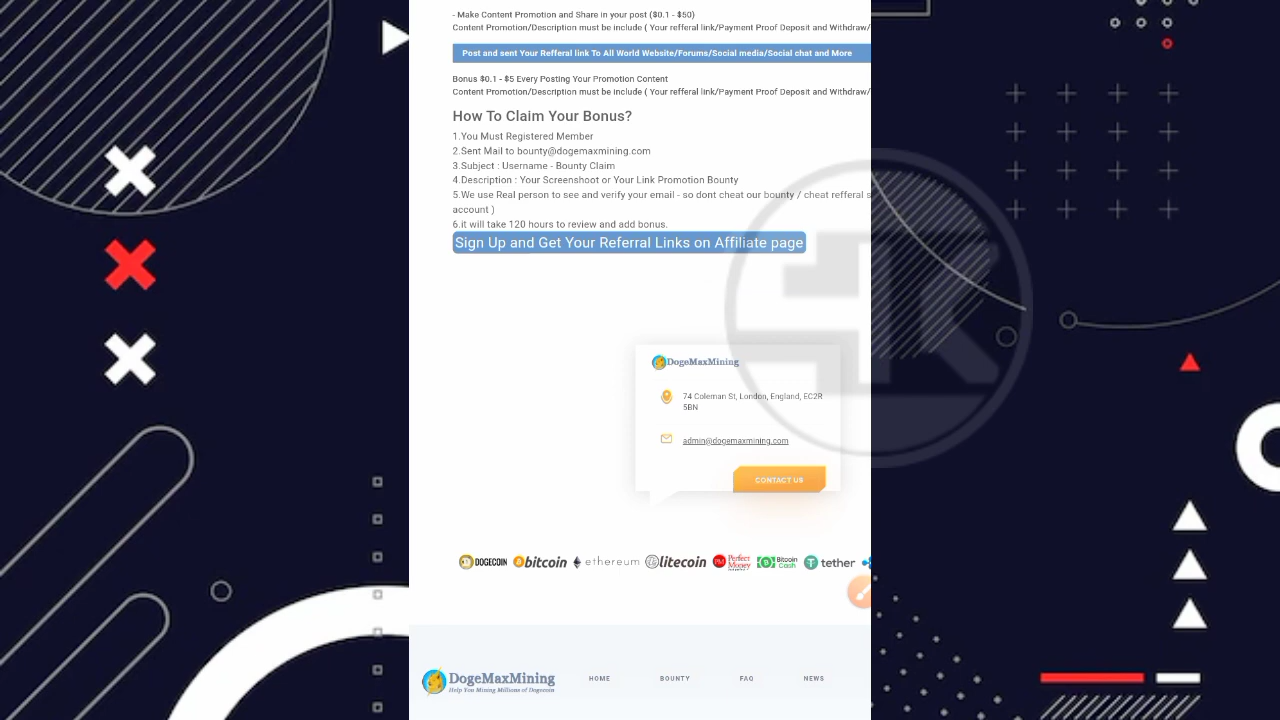 - Make Content Promotion and Share in your post ($0.1 - $50)
Content Promotion/Description must be include ( Your refferal link/Payment Proof Deposit and Withdraw/
Post and sent Your Refferal link To All World Website/Forums/Social media/Social chat and More
Bonus $0.1 - $5 Every Posting Your Promotion Content
Content Promotion/Description must be include ( Your refferal link/Payment Proof Deposit and Withdraw/
How To Claim Your Bonus?
1.You Must Registered Member
2.Sent Mail to bounty@dogemaxmining.com
3.Subject : Username - Bounty Claim
4.Description : Your Screenshoot or Your Link Promotion Bounty
5.We use Real person to see and verify your email - so dont cheat our bounty / cheat refferal s
account )
6.it will take 120 hours to review and add bonus.
Sign Up and Get Your Referral Links on Affiliate page
DogeMaxMining
74 Coleman St, London, England, EC2R
5BN
admin@dogemaxmining.com
CONTACT US
DOGECOIN bitcoin ethereum litecoin PM Perfect Money Bitcoin Cash tether
DogeMaxMining
Help You Mining Millions of Dogecoin
HOME BOUNTY FAQ NEWS